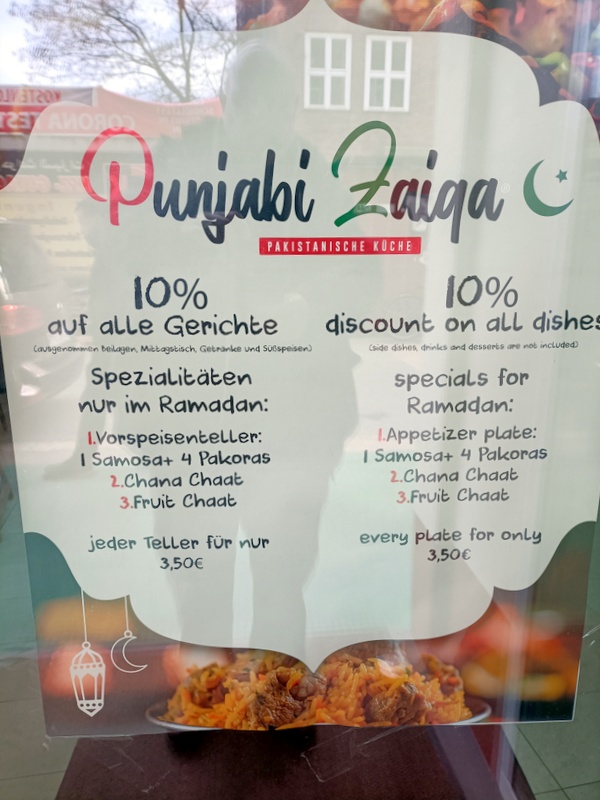 Punjabi Zaiqa
PAKISTANISCHE KÜCHE
10%
auf alle Gerichte
(ausgenommen Beilagen, Mittagstisch, Getränke und Süßspeisen)
Spezialitäten
nur im Ramadan:
1.Vorspeisenteller:
1 Samosa+ 4 Pakoras
2.Chana Chaat
3.Fruit Chaat
jeder Teller für nur
3,50€
10%
discount on all dishes
(side dishes, drinks and desserts are not included)
specials for
Ramadan:
1.Appetizer plate:
1 Samosa+ 4 Pakoras
2.Chana Chaat
3.Fruit Chaat
every plate for only
3,50€
CORONA TEST